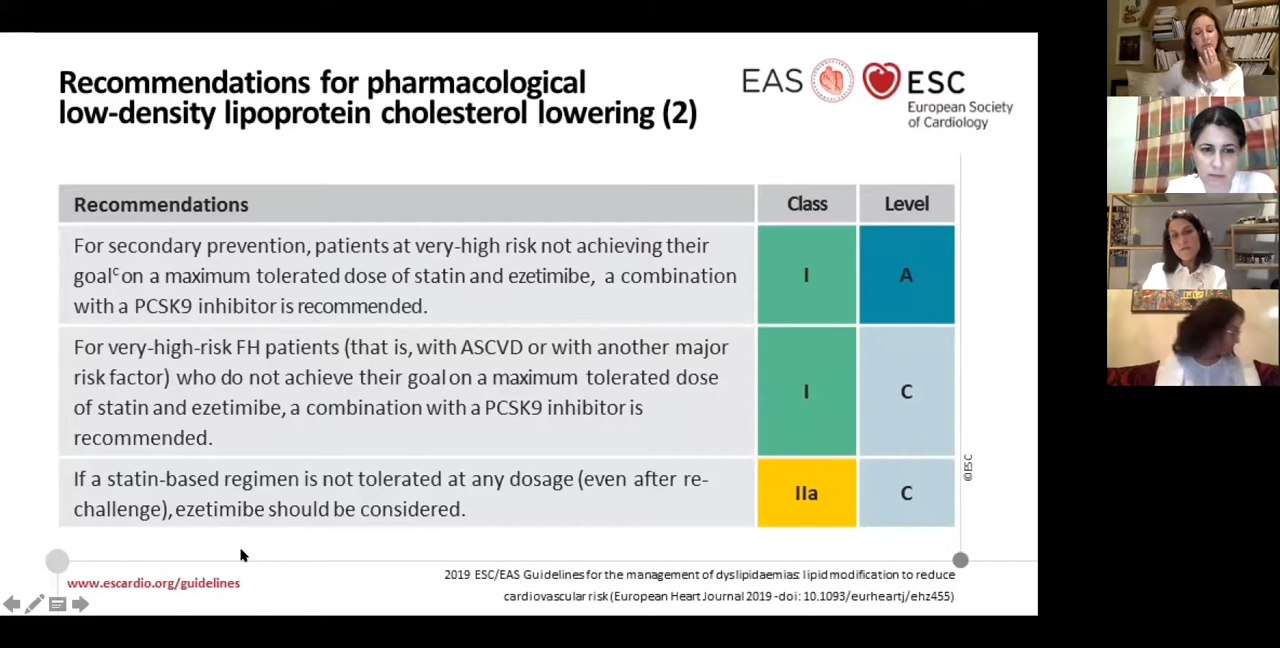 Recommendations for pharmacological
low-density lipoprotein cholesterol lowering (2)
EAS
ESC
European Society
of Cardiology
Recommendations
Class
Level
For secondary prevention, patients at very-high risk not achieving their
goalᶜ on a maximum tolerated dose of statin and ezetimibe, a combination
with a PCSK9 inhibitor is recommended.
I
A
For very-high-risk FH patients (that is, with ASCVD or with another major
risk factor) who do not achieve their goal on a maximum tolerated dose
of statin and ezetimibe, a combination with a PCSK9 inhibitor is
recommended.
I
C
If a statin-based regimen is not tolerated at any dosage (even after re-
challenge), ezetimibe should be considered.
IIa
C
©ESC
www.escardio.org/guidelines
2019 ESC/EAS Guidelines for the management of dyslipidaemias: lipid modification to reduce
cardiovascular risk (European Heart Journal 2019 -doi: 10.1093/eurheartj/ehz455)